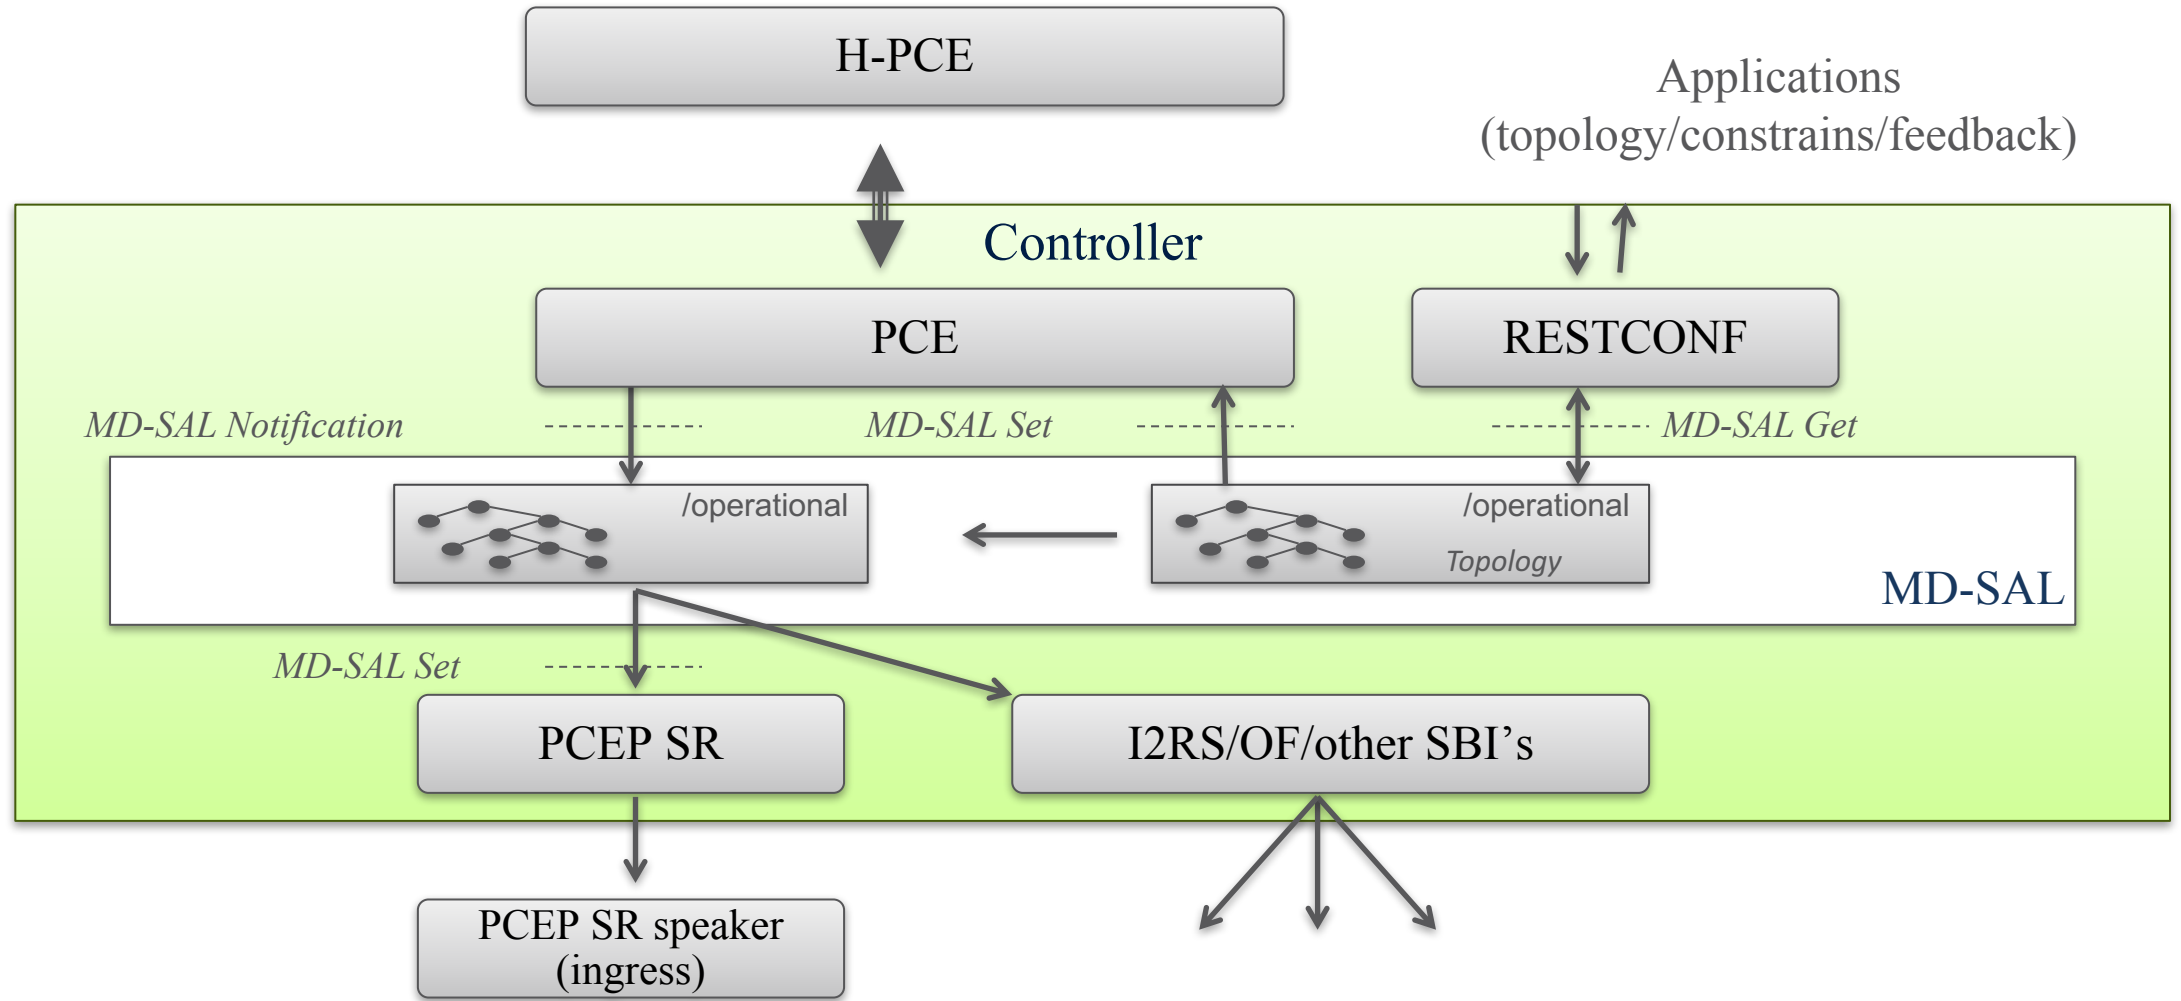 H-PCE
Applications
(topology/constrains/feedback)
Controller
PCE
RESTCONF
MD-SAL Notification
MD-SAL Set
MD-SAL Get
/operational
/operational
Topology
MD-SAL
MD-SAL Set
PCEP SR
I2RS/OF/other SBI’s
PCEP SR speaker
(ingress)